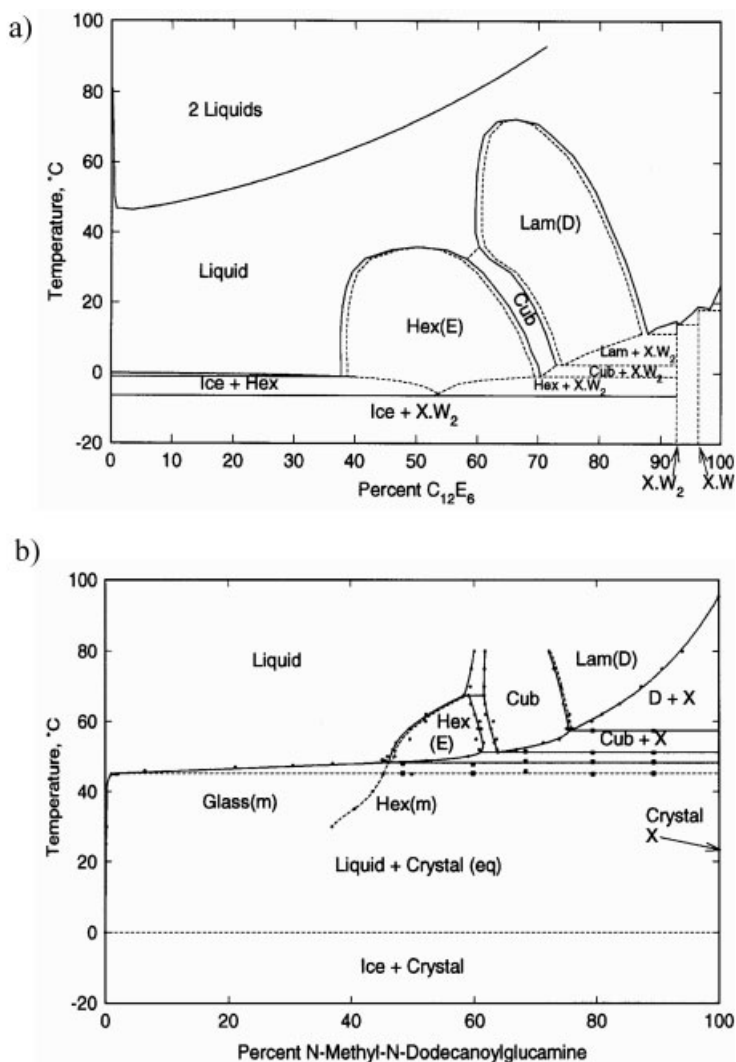 a)
100
80
60
40
20
0
-20
Temperature, °C
2 Liquids
Liquid
Lam(D)
Hex(E)
Cub
Ice + Hex
Lam + X.W₂
Cub + X.W₂
Hex + X.W₂
Ice + X.W₂
0 10 20 30 40 50 60 70 80 90 100
Percent C₁₂E₆
X.W₂ X.W
b)
100
80
60
40
20
0
-20
Temperature, °C
Liquid
Lam(D)
Cub
D + X
Hex
(E)
Cub + X
Glass(m)
Hex(m)
Crystal
X
Liquid + Crystal (eq)
Ice + Crystal
0 20 40 60 80 100
Percent N-Methyl-N-Dodecanoylglucamine